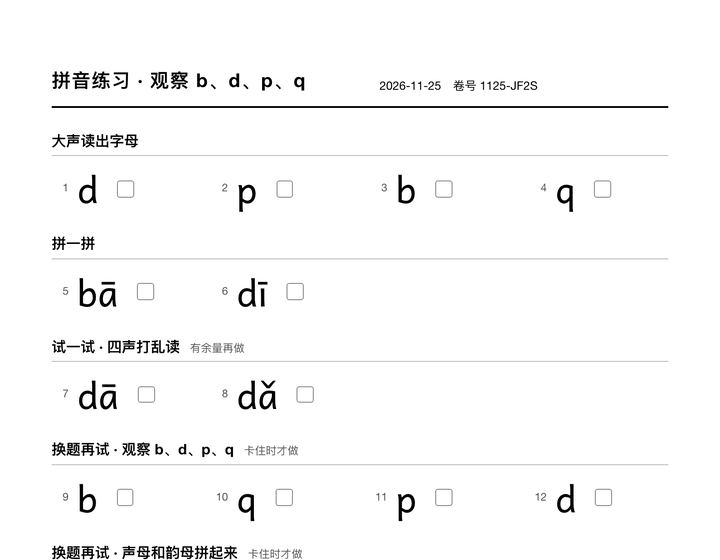 拼音练习 · 观察 b、d、p、q 2026-11-25 卷号 1125-JF2S
大声读出字母
1 d 2 p 3 b 4 q
拼一拼
5 bā 6 dī
试一试 · 四声打乱读 有余量再做
7 dā 8 dǎ
换题再试 · 观察 b、d、p、q 卡住时才做
9 b 10 q 11 p 12 d
换题再试 · 声母和韵母拼起来 卡住时才做